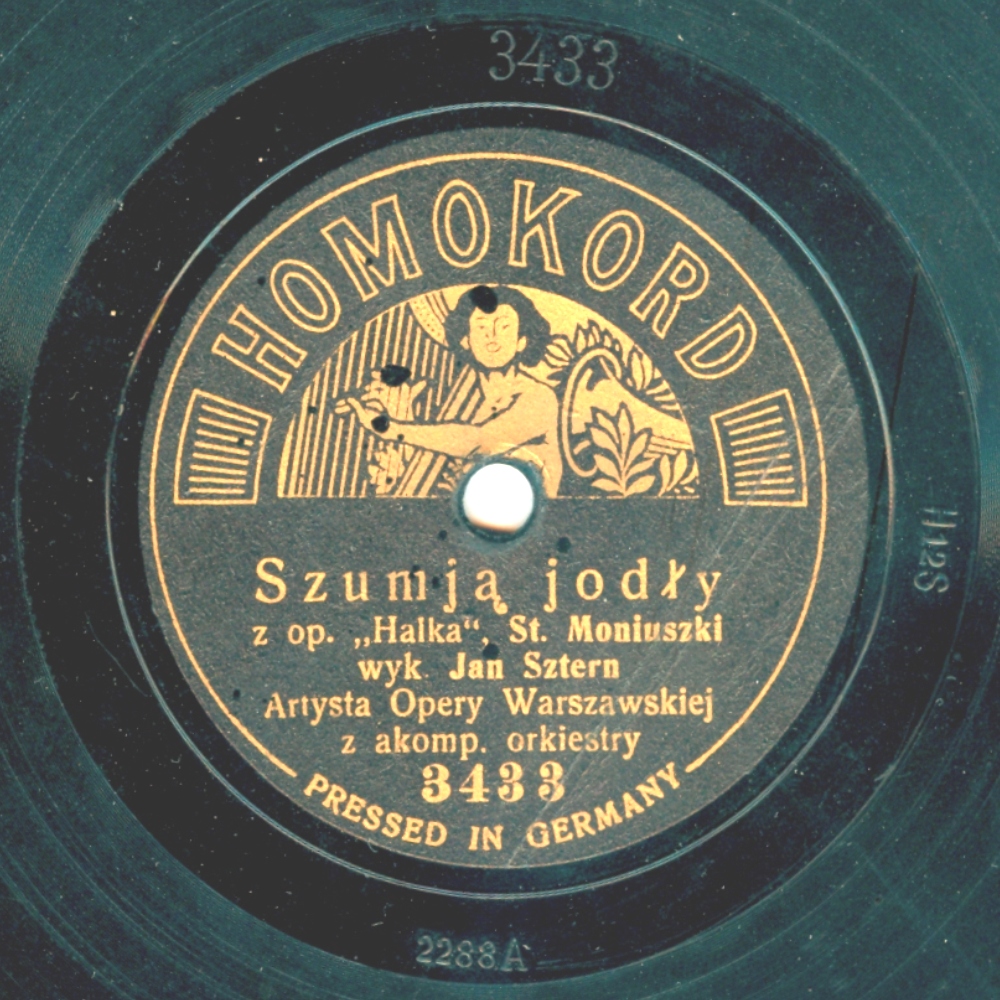 3433
HOMOKORD
Szumją jodły
z op. „Halka“, St. Moniuszki
wyk. Jan Sztern
Artysta Opery Warszawskiej
z akomp. orkiestry
3433
PRESSED IN GERMANY
H12S
2288A